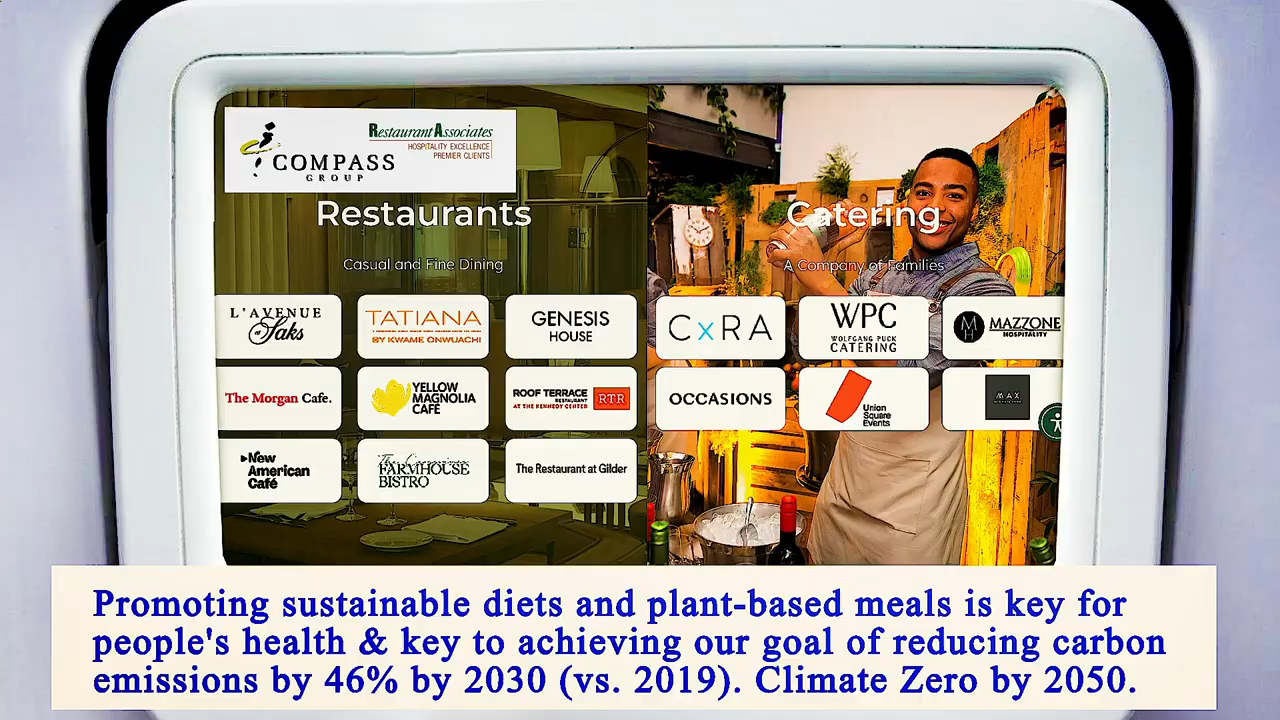 COMPASS
GROUP
Restaurant Associates
HOSPITALITY EXCELLENCE
PREMIER CLIENTS
Restaurants
Casual and Fine Dining
L'AVENUE
at Saks
TATIANA
BY KWAME ONWUACHI
GENESIS
HOUSE
The Morgan Cafe.
YELLOW
MAGNOLIA
CAFÉ
ROOF TERRACE
RESTAURANT
AT THE KENNEDY CENTER
RTR
New
American
Café
FARMHOUSE
BISTRO
The Restaurant at Gilder
Catering
A Company of Families
CxRA
WPC
WOLFGANG PUCK
CATERING
MAZZONE
HOSPITALITY
OCCASIONS
Union
Square
Events
MAX
Promoting sustainable diets and plant-based meals is key for
people's health & key to achieving our goal of reducing carbon
emissions by 46% by 2030 (vs. 2019). Climate Zero by 2050.